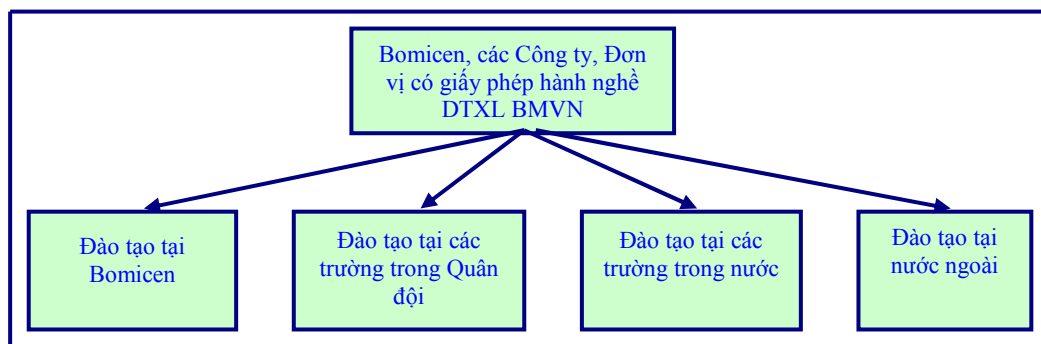 Bomicen, các Công ty, Đơn
vị có giấy phép hành nghề
DTXL BMVN
Đào tạo tại
Bomicen
Đào tạo tại các
trường trong Quân
đội
Đào tạo tại các
trường trong nước
Đào tạo tại
nước ngoài